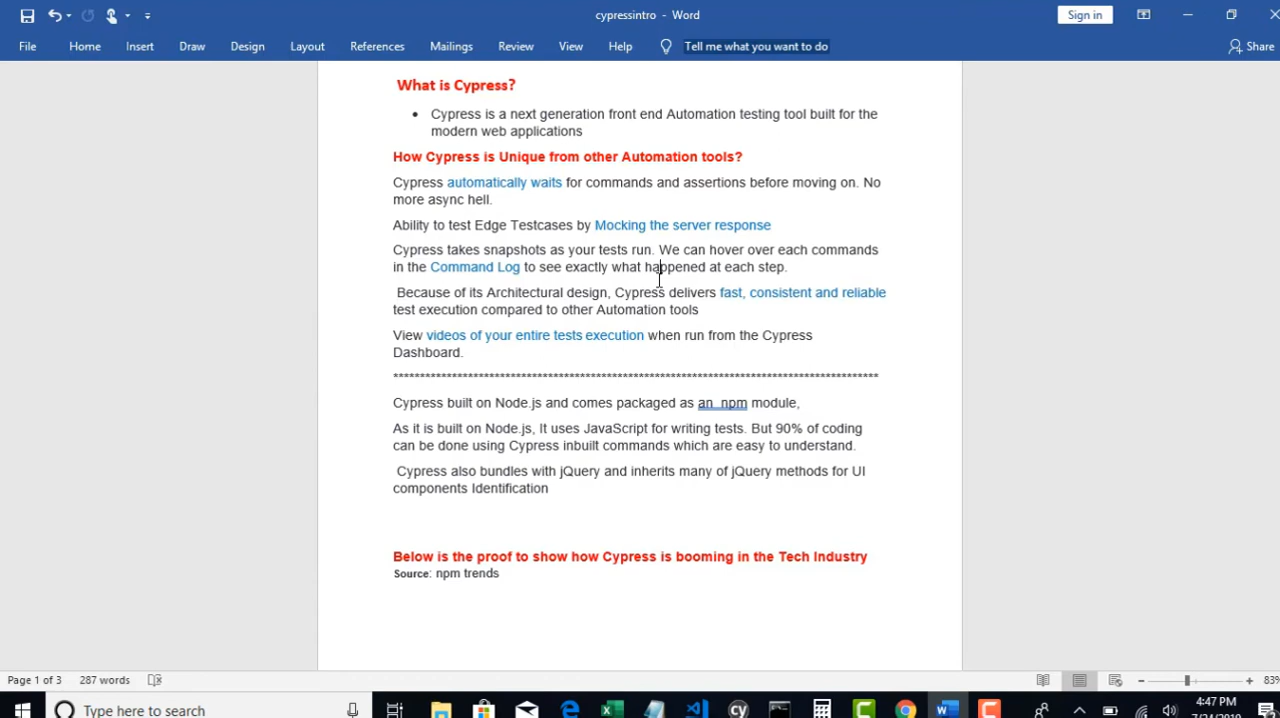 cypressintro - Word
Sign in
File Home Insert Draw Design Layout References Mailings Review View Help Tell me what you want to do Share
What is Cypress?
• Cypress is a next generation front end Automation testing tool built for the
modern web applications
How Cypress is Unique from other Automation tools?
Cypress automatically waits for commands and assertions before moving on. No
more async hell.
Ability to test Edge Testcases by Mocking the server response
Cypress takes snapshots as your tests run. We can hover over each commands
in the Command Log to see exactly what happened at each step.
Because of its Architectural design, Cypress delivers fast, consistent and reliable
test execution compared to other Automation tools
View videos of your entire tests execution when run from the Cypress
Dashboard.
********************************************************************************************
Cypress built on Node.js and comes packaged as an npm module,
As it is built on Node.js, It uses JavaScript for writing tests. But 90% of coding
can be done using Cypress inbuilt commands which are easy to understand.
Cypress also bundles with jQuery and inherits many of jQuery methods for UI
components Identification
Below is the proof to show how Cypress is booming in the Tech Industry
Source: npm trends
Page 1 of 3 287 words 83%
Type here to search
cy
4:47 PM